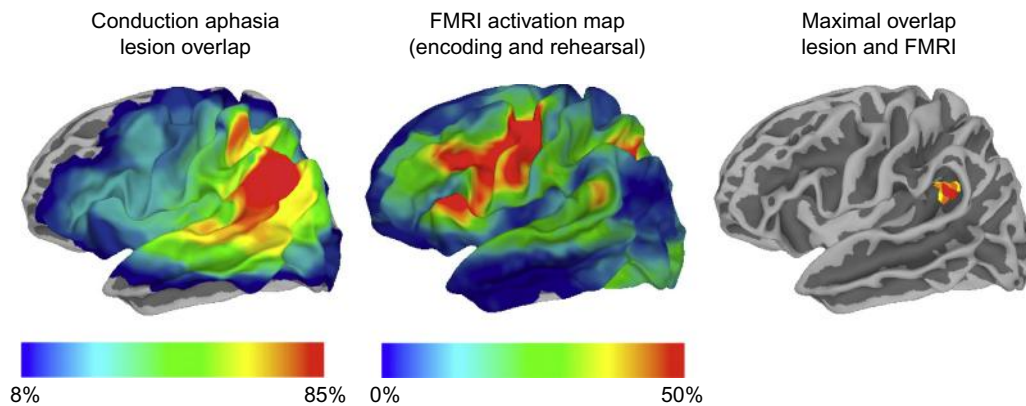 Conduction aphasia
lesion overlap
FMRI activation map
(encoding and rehearsal)
Maximal overlap
lesion and FMRI
8%
85%
0%
50%